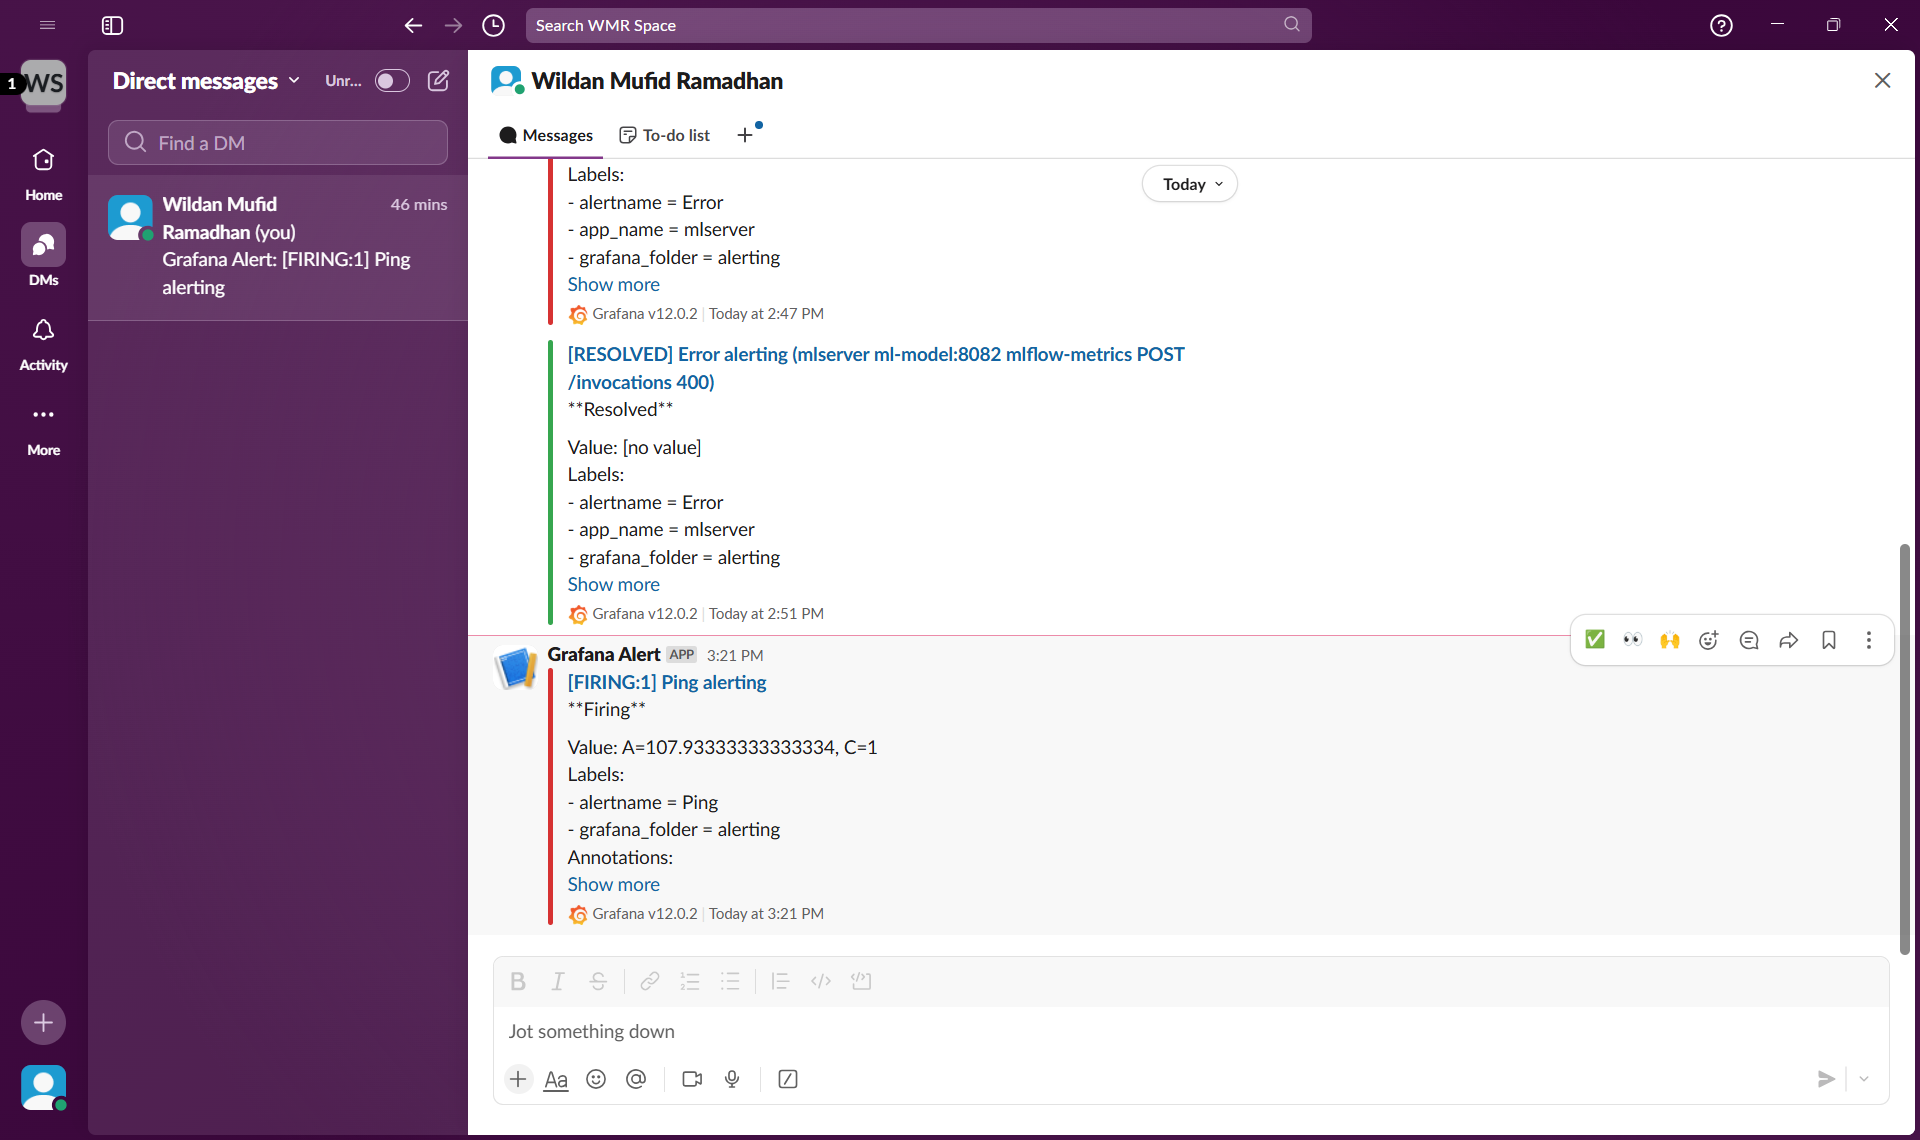 Search WMR Space
1
WS
Home
DMs
Activity
More
Direct messages
Unr...
Find a DM
Wildan Mufid
Ramadhan (you)
46 mins
Grafana Alert: [FIRING:1] Ping
alerting
Wildan Mufid Ramadhan
Messages
To-do list
Today
Labels:
- alertname = Error
- app_name = mlserver
- grafana_folder = alerting
Show more
Grafana v12.0.2 | Today at 2:47 PM
[RESOLVED] Error alerting (mlserver ml-model:8082 mlflow-metrics POST
/invocations 400)
**Resolved**
Value: [no value]
Labels:
- alertname = Error
- app_name = mlserver
- grafana_folder = alerting
Show more
Grafana v12.0.2 | Today at 2:51 PM
Grafana Alert APP 3:21 PM
[FIRING:1] Ping alerting
**Firing**
Value: A=107.93333333333334, C=1
Labels:
- alertname = Ping
- grafana_folder = alerting
Annotations:
Show more
Grafana v12.0.2 | Today at 3:21 PM
Jot something down
Aa